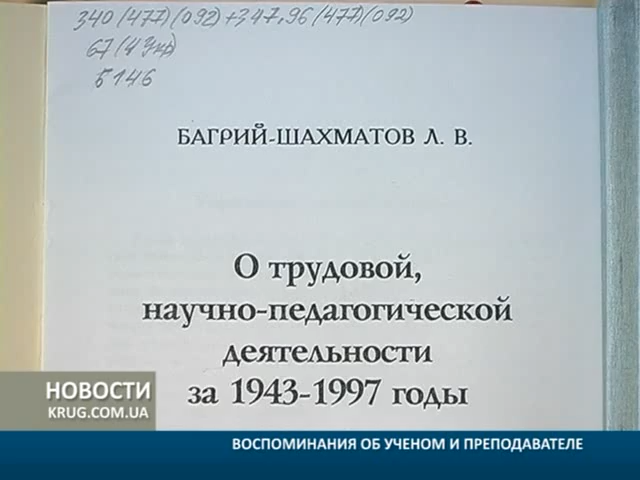 340(477)(092)+347.96(477)(092)
67(4Укр)
Б146
БАГРИЙ-ШАХМАТОВ Л. В.
О трудовой,
научно-педагогической
деятельности
за 1943-1997 годы
НОВОСТИ
KRUG.COM.UA
ВОСПОМИНАНИЯ ОБ УЧЕНОМ И ПРЕПОДАВАТЕЛЕ